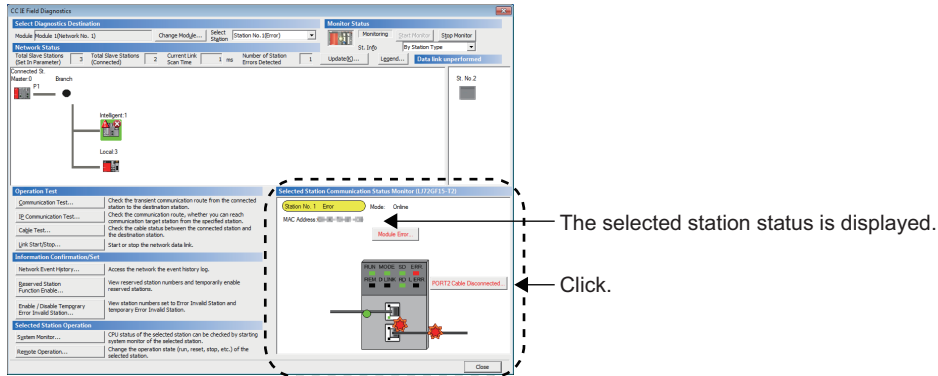 CC IE Field Diagnostics
Select Diagnostics Destination
Module Module 1(Network No. 1)
Change Module...
Select Station
Station No.1(Error)
Monitor Status
Monitoring
Start Monitor
Stop Monitor
St. Info
By Station Type
Network Status
Total Slave Stations (Set In Parameter) 3
Total Slave Stations (Connected) 2
Current Link Scan Time 1 ms
Number of Station Errors Detected 1
Update(X)...
Legend...
Data link unperformed
Connected St.
Master:0
Branch
P1
St. No.2
Intelligent:1
Local:3
Operation Test
Communication Test...
Check the transient communication route from the connected
station to the destination station.
IP Communication Test...
Check the communication route, whether you can reach
communication target station from the specified station.
Cable Test...
Check the cable status between the connected station and
the destination station.
Link Start/Stop...
Start or stop the network data link.
Information Confirmation/Set
Network Event History...
Access the network the event history log.
Reserved Station
Function Enable...
View reserved station numbers and temporarily enable
reserved stations.
Enable / Disable Temporary
Error Invalid Station...
View station numbers set to Error Invalid Station and
temporary Error Invalid Station.
Selected Station Operation
System Monitor...
CPU status of the selected station can be checked by starting
system monitor of the selected station.
Remote Operation...
Change the operation state (run, reset, stop, etc.) of the
selected station.
Selected Station Communication Status Monitor (LJ72GF15-T2)
Station No. 1 Error
Mode: Online
MAC Address:
Module Error...
RUN MODE SD ERR.
REM D LINK RD L ERR
PORT2 Cable Disconnected...
Close
The selected station status is displayed.
Click.